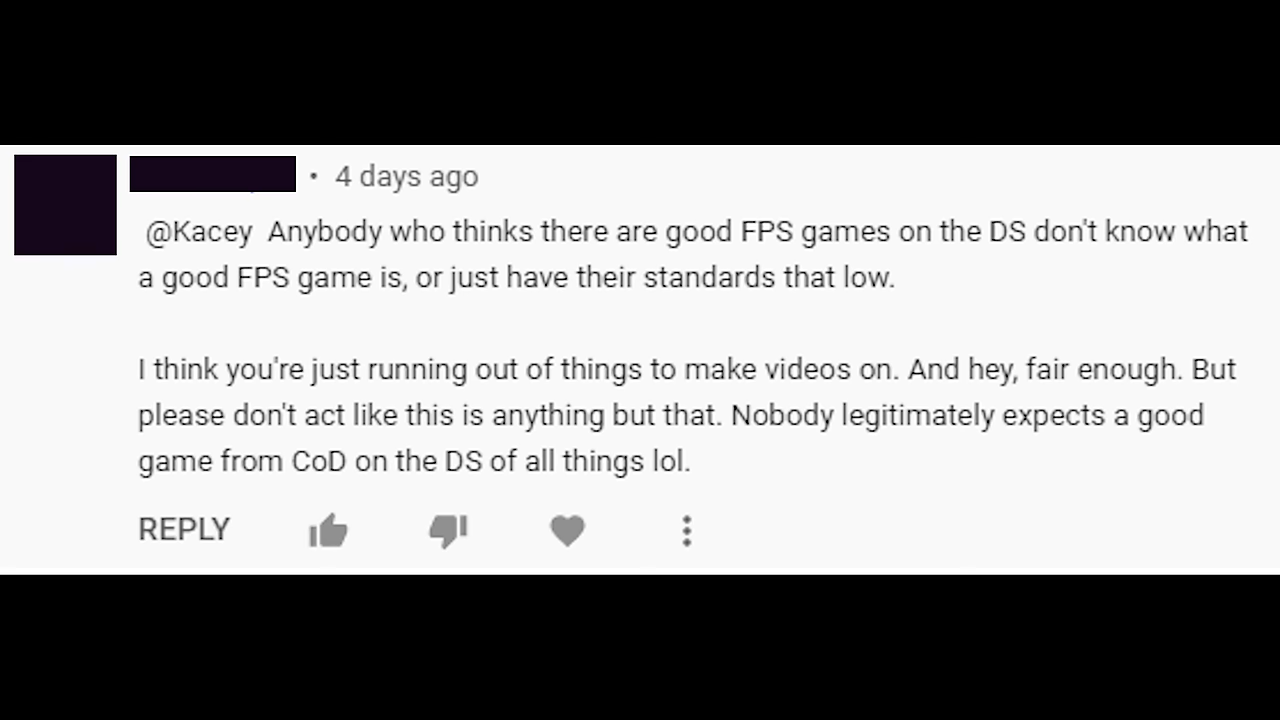 • 4 days ago
@Kacey Anybody who thinks there are good FPS games on the DS don't know what
a good FPS game is, or just have their standards that low.
I think you're just running out of things to make videos on. And hey, fair enough. But
please don't act like this is anything but that. Nobody legitimately expects a good
game from CoD on the DS of all things lol.
REPLY